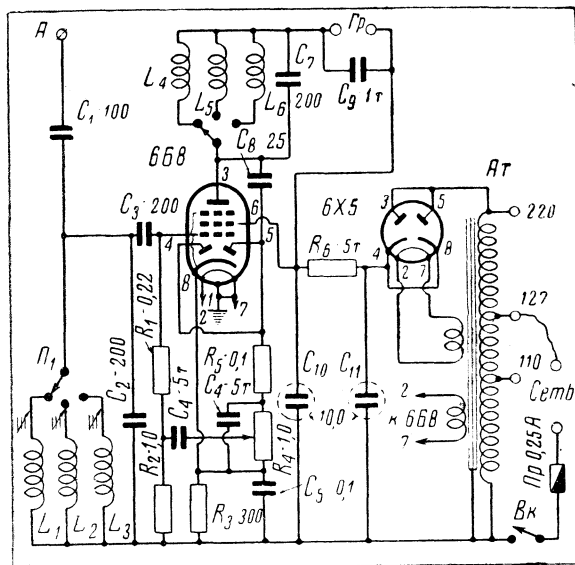 А
Гр
L4
L5
L6
C7
200
C9 1т
C1 100
C8 25
6Б8
3
6
4
5
8
1
2
7
C3-200
6X5
3
5
4
2
7
8
Ат
220
127
110
Сеть
R6-5т
R1-0,22
C2-200
П1
C4-5т
R5-0,1
C4-5т
R4-1,0
C10
C11
10,0
2
к 6Б8
7
Пр 0,25А
R2-1,0
L1
L2
L3
R3 300
C5 0,1
Вк